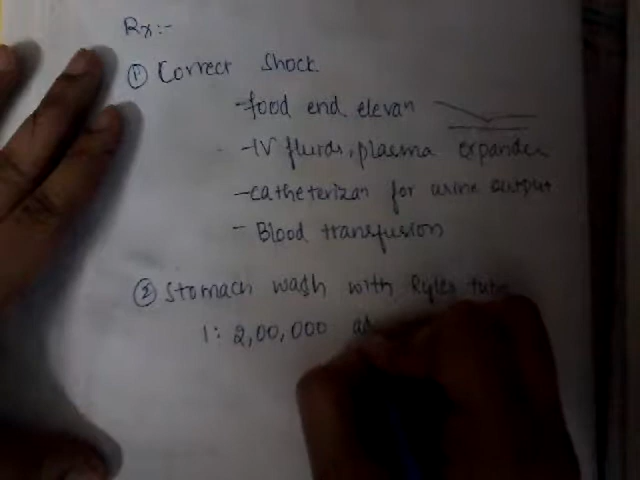 Rx:-
① Correct Shock
-food end elevan
-IV fluids, plasma expander
-catheterizan for urine output
- Blood transfusion
② Stomach wash with Ryles tube
1: 2,00,000